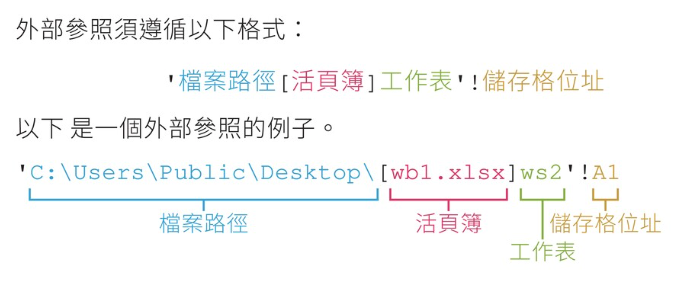 外部參照須遵循以下格式：
'檔案路徑[活頁簿]工作表'!儲存格位址
以下 是一個外部參照的例子。
'C:\Users\Public\Desktop\[wb1.xlsx]ws2'!A1
檔案路徑 活頁簿 儲存格位址
工作表